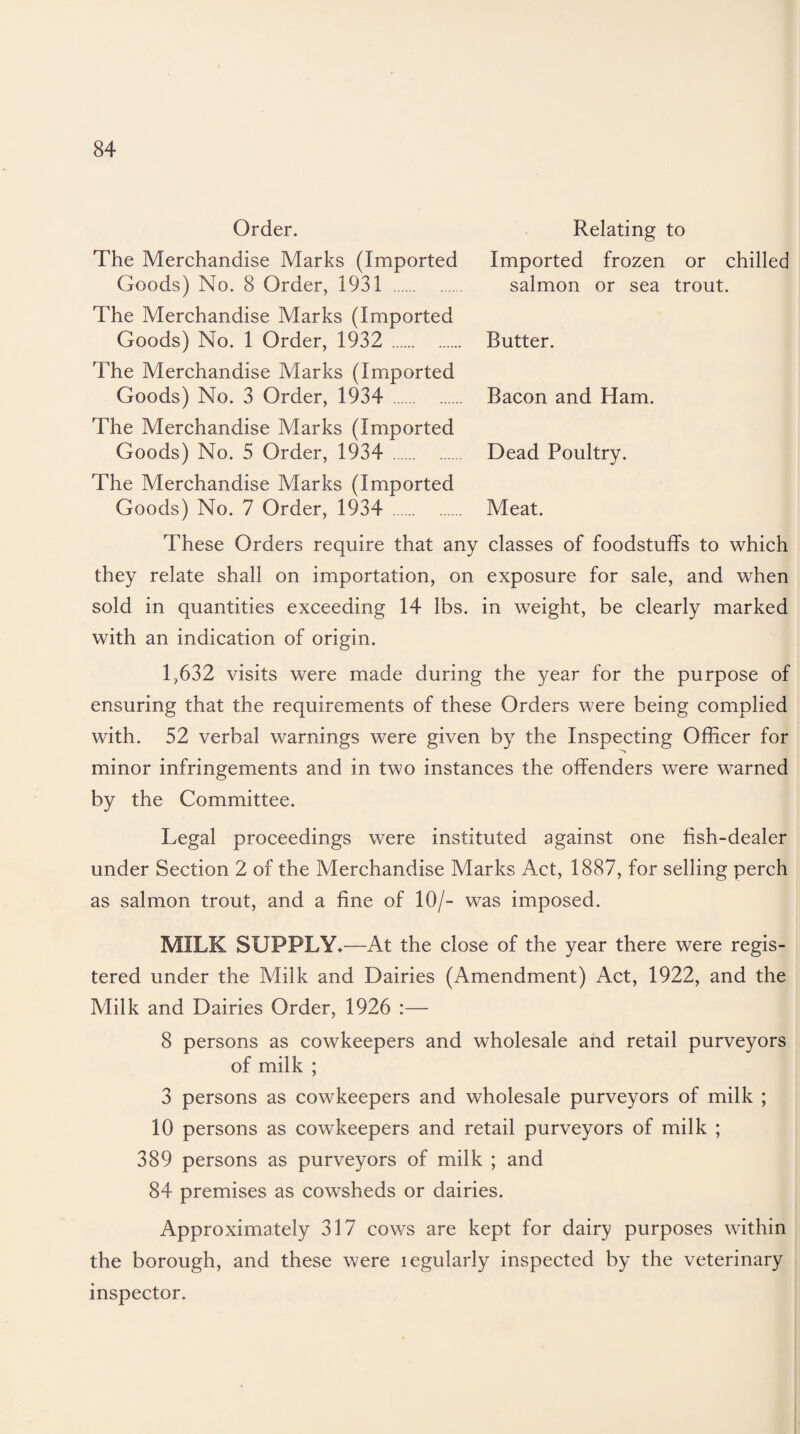 84
Order. Relating to
The Merchandise Marks (Imported Imported frozen or chilled
Goods) No. 8 Order, 1931 ...... ...... salmon or sea trout.
The Merchandise Marks (Imported
Goods) No. 1 Order, 1932 ...... ...... Butter.
The Merchandise Marks (Imported
Goods) No. 3 Order, 1934 ...... ...... Bacon and Ham.
The Merchandise Marks (Imported
Goods) No. 5 Order, 1934 ...... ...... Dead Poultry.
The Merchandise Marks (Imported
Goods) No. 7 Order, 1934 ...... ...... Meat.
These Orders require that any classes of foodstuffs to which
they relate shall on importation, on exposure for sale, and when
sold in quantities exceeding 14 lbs. in weight, be clearly marked
with an indication of origin.
1,632 visits were made during the year for the purpose of
ensuring that the requirements of these Orders were being complied
with. 52 verbal warnings were given by the Inspecting Officer for
minor infringements and in two instances the offenders were warned
by the Committee.
Legal proceedings were instituted against one fish-dealer
under Section 2 of the Merchandise Marks Act, 1887, for selling perch
as salmon trout, and a fine of 10/- was imposed.
MILK SUPPLY.—At the close of the year there were regis-
tered under the Milk and Dairies (Amendment) Act, 1922, and the
Milk and Dairies Order, 1926 :—
8 persons as cowkeepers and wholesale and retail purveyors
of milk ;
3 persons as cowkeepers and wholesale purveyors of milk ;
10 persons as cowkeepers and retail purveyors of milk ;
389 persons as purveyors of milk ; and
84 premises as cowsheds or dairies.
Approximately 317 cows are kept for dairy purposes within
the borough, and these were regularly inspected by the veterinary
inspector.